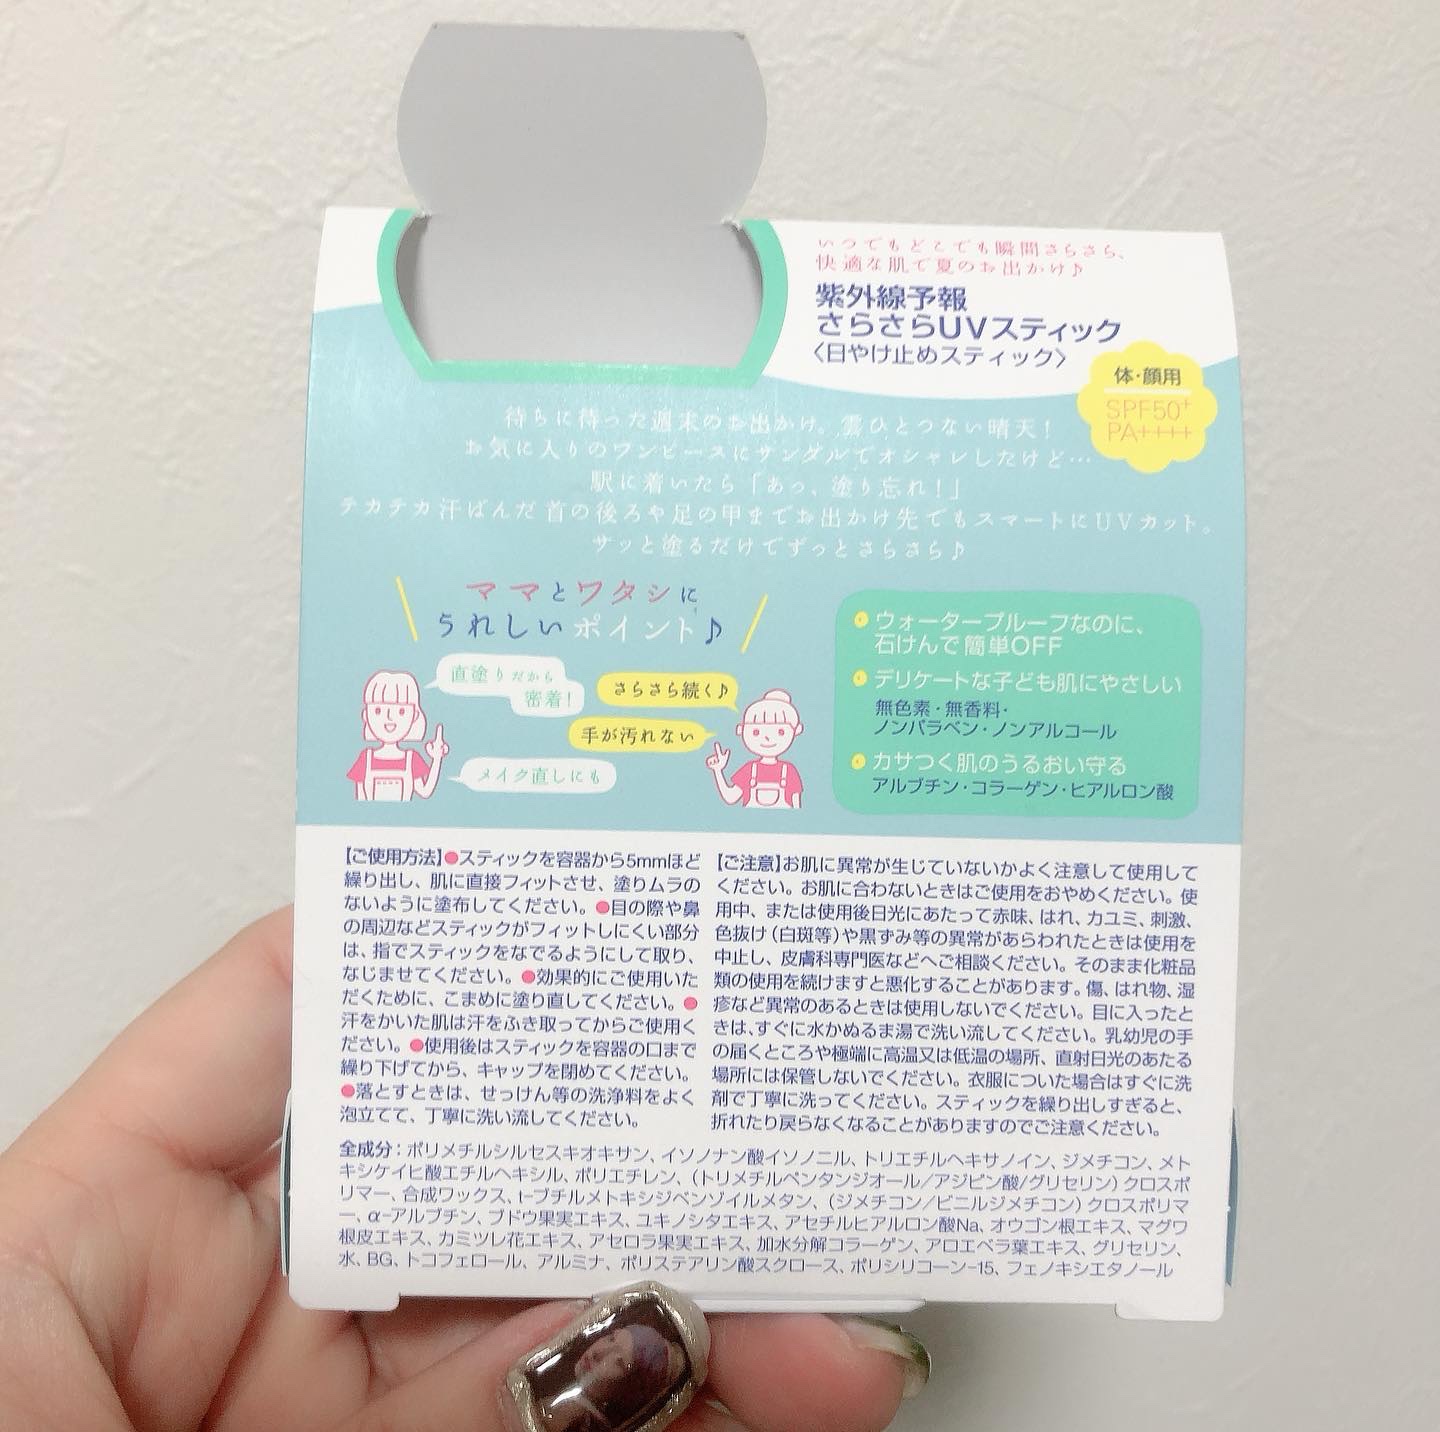 いつでもどこでも瞬間さらさら、
快適な肌で夏のお出かけ♪
紫外線予報
さらさらUVスティック
〈日やけ止めスティック〉
体・顔用
SPF50+
PA++++
待ちに待った週末のお出かけ。雲ひとつない晴天!
お気に入りのワンピースにサンダルでオシャレしたけど…
駅に着いたら「あっ、塗り忘れ!」
テカテカ汗ばんだ首の後ろや足の甲までお出かけ先でもスマートにUVカット。
サッと塗るだけでずっとさらさら♪
ママとワタシに
うれしいポイント♪
直塗りだから
密着!
さらさら続く♪
手が汚れない
メイク直しにも
ウォータープルーフなのに、
石けんで簡単OFF
デリケートな子ども肌にやさしい
無色素・無香料・
ノンパラベン・ノンアルコール
カサつく肌のうるおい守る
アルブチン・コラーゲン・ヒアルロン酸
【ご使用方法】●スティックを容器から5mmほど
繰り出し、肌に直接フィットさせ、塗りムラの
ないように塗布してください。●目の際や鼻
の周辺などスティックがフィットしにくい部分
は、指でスティックをなでるようにして取り、
なじませてください。●効果的にご使用いた
だくために、こまめに塗り直してください。●
汗をかいた肌は汗をふき取ってからご使用く
ださい。●使用後はスティックを容器の口まで
繰り下げてから、キャップを閉めてください。
●落とすときは、せっけん等の洗浄料をよく
泡立てて、丁寧に洗い流してください。
【ご注意】お肌に異常が生じていないかよく注意して使用して
ください。お肌に合わないときはご使用をおやめください。使
用中、または使用後日光にあたって赤味、はれ、カユミ、刺激、
色抜け(白斑等)や黒ずみ等の異常があらわれたときは使用を
中止し、皮膚科専門医などへご相談ください。そのまま化粧品
類の使用を続けますと悪化することがあります。傷、はれ物、湿
疹など異常のあるときは使用しないでください。目に入ったと
きは、すぐに水かぬるま湯で洗い流してください。乳幼児の手
の届くところや極端に高温又は低温の場所、直射日光のあたる
場所には保管しないでください。衣服についた場合はすぐに洗
剤で丁寧に洗ってください。スティックを繰り出しすぎると、
折れたり戻らなくなることがありますのでご注意ください。
全成分:ポリメチルシルセスキオキサン、イソノナン酸イソノニル、トリエチルヘキサノイン、ジメチコン、メト
キシケイヒ酸エチルヘキシル、ポリエチレン、(トリメチルペンタンジオール/アジピン酸/グリセリン)クロスポ
リマー、合成ワックス、t-ブチルメトキシジベンゾイルメタン、(ジメチコン/ビニルジメチコン)クロスポリマ
ー、α-アルブチン、ブドウ果実エキス、ユキノシタエキス、アセチルヒアルロン酸Na、オウゴン根エキス、マグワ
根皮エキス、カミツレ花エキス、アセロラ果実エキス、加水分解コラーゲン、アロエベラ葉エキス、グリセリン、
水、BG、トコフェロール、アルミナ、ポリステアリン酸スクロース、ポリシリコーン-15、フェノキシエタノール